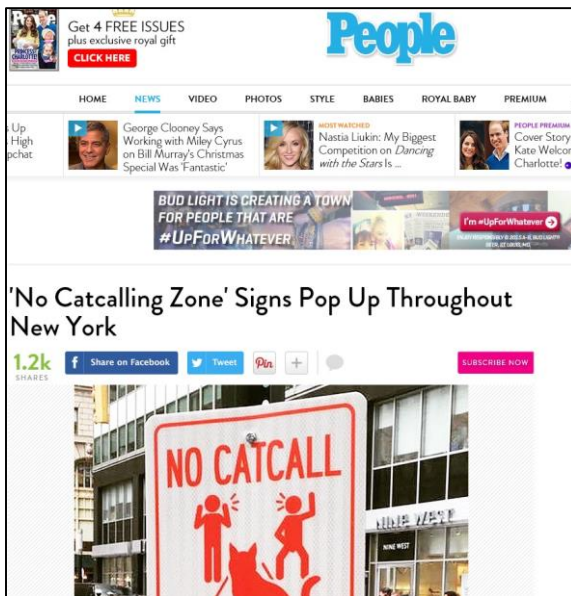 People
Get 4 FREE ISSUES
plus exclusive royal gift
CLICK HERE
People
HOME NEWS VIDEO PHOTOS STYLE BABIES ROYAL BABY PREMIUM
Up
High
pchat
George Clooney Says
Working with Miley Cyrus
on Bill Murray's Christmas
Special Was 'Fantastic'
MOST WATCHED
Nastia Liukin: My Biggest
Competition on Dancing
with the Stars Is ...
PEOPLE PREMIUM
Cover Story
Kate Welcor
Charlotte!
BUD LIGHT IS CREATING A TOWN
FOR PEOPLE THAT ARE
#UPFORWHATEVER
I'm #UpForWhatever
'No Catcalling Zone' Signs Pop Up Throughout
New York
1.2k
SHARES
f Share on Facebook
Tweet
Pin
+
SUBSCRIBE NOW
NO CATCALL
NINE WEST
NINE WEST